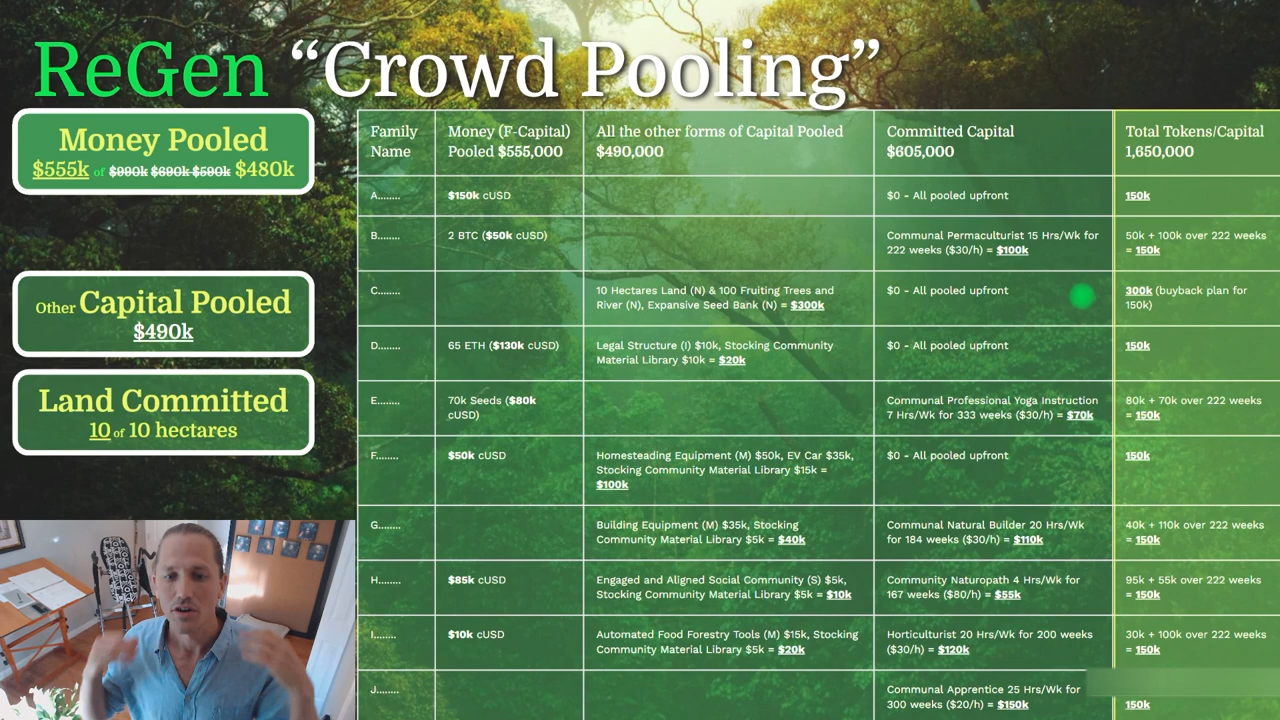 ReGen “Crowd Pooling”
Money Pooled
$555k of $990k $690k $590k $480k
Other Capital Pooled
$490k
Land Committed
10 of 10 hectares
Family
Name
Money (F-Capital)
Pooled $555,000
All the other forms of Capital Pooled
$490,000
Committed Capital
$605,000
Total Tokens/Capital
1,650,000
A........
$150k cUSD
$0 - All pooled upfront
150k
B........
2 BTC ($50k cUSD)
Communal Permaculturist 15 Hrs/Wk for
222 weeks ($30/h) = $100k
50k + 100k over 222 weeks
= 150k
C........
10 Hectares Land (N) & 100 Fruiting Trees and
River (N), Expansive Seed Bank (N) = $300k
$0 - All pooled upfront
300k (buyback plan for
150k)
D........
65 ETH ($130k cUSD)
Legal Structure (I) $10k, Stocking Community
Material Library $10k = $20k
$0 - All pooled upfront
150k
E........
70k Seeds ($80k
cUSD)
Communal Professional Yoga Instruction
7 Hrs/Wk for 333 weeks ($30/h) = $70k
80k + 70k over 222 weeks
= 150k
F........
$50k cUSD
Homesteading Equipment (M) $50k, EV Car $35k,
Stocking Community Material Library $15k =
$100k
$0 - All pooled upfront
150k
G........
Building Equipment (M) $35k, Stocking
Community Material Library $5k = $40k
Communal Natural Builder 20 Hrs/Wk
for 184 weeks ($30/h) = $110k
40k + 110k over 222 weeks
= 150k
H........
$85k cUSD
Engaged and Aligned Social Community (S) $5k,
Stocking Community Material Library $5k = $10k
Community Naturopath 4 Hrs/Wk for
167 weeks ($80/h) = $55k
95k + 55k over 222 weeks
= 150k
I........
$10k cUSD
Automated Food Forestry Tools (M) $15k, Stocking
Community Material Library $5k = $20k
Horticulturist 20 Hrs/Wk for 200 weeks
($30/h) = $120k
30k + 100k over 222 weeks
= 150k
J........
Communal Apprentice 25 Hrs/Wk for
300 weeks ($20/h) = $150k
150k